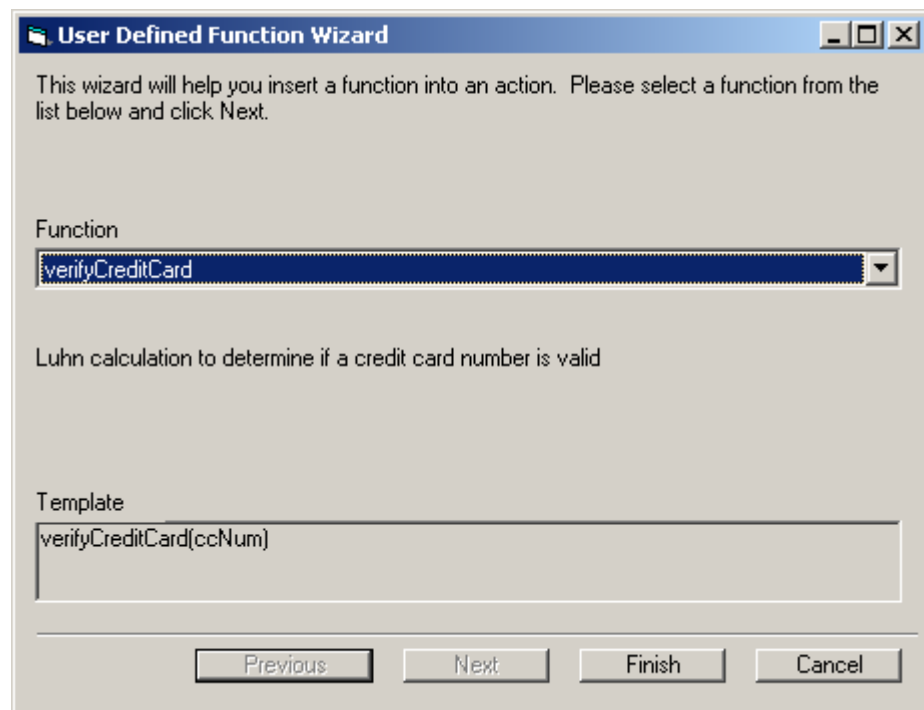 User Defined Function Wizard
This wizard will help you insert a function into an action.  Please select a function from the
list below and click Next.
Function
verifyCreditCard
Luhn calculation to determine if a credit card number is valid
Template
verifyCreditCard(ccNum)
Previous
Next
Finish
Cancel